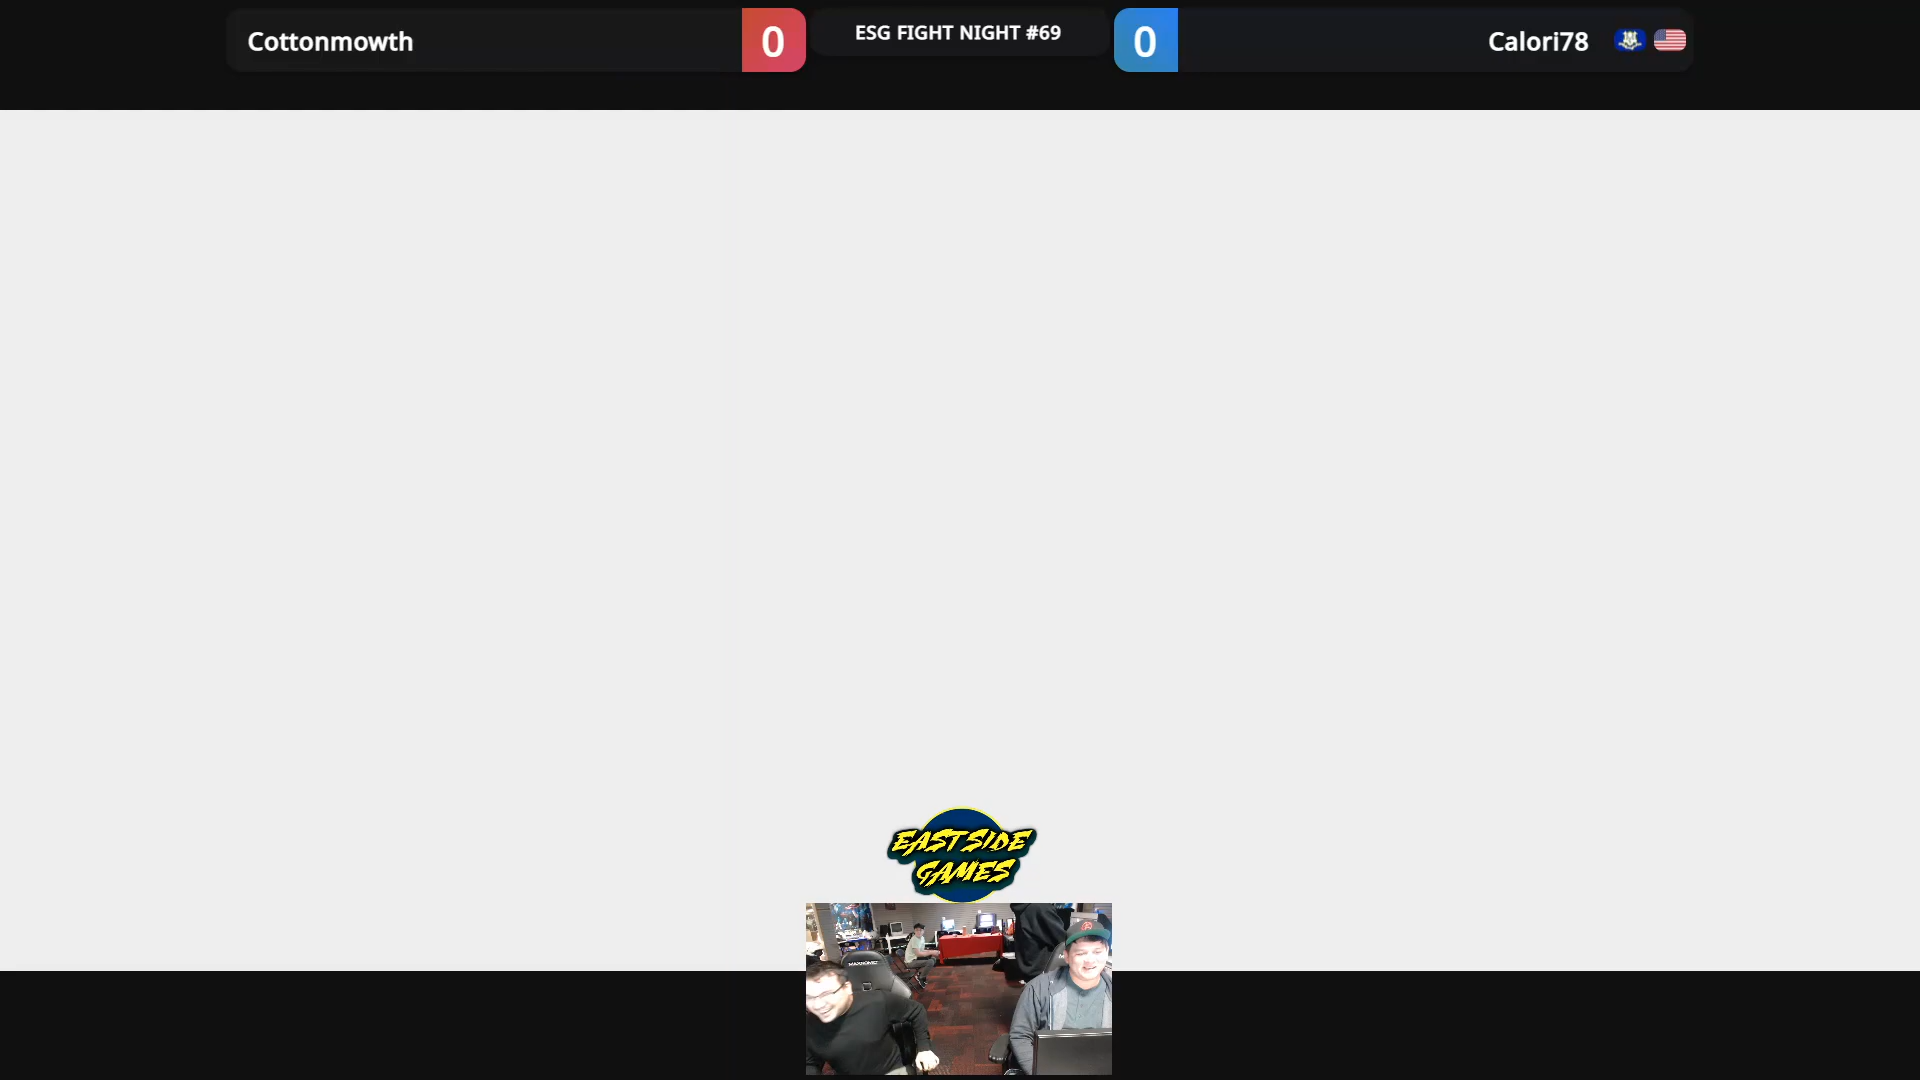 Cottonmowth
0
ESG FIGHT NIGHT #69
0
Calori78
EAST SIDE
GAMES